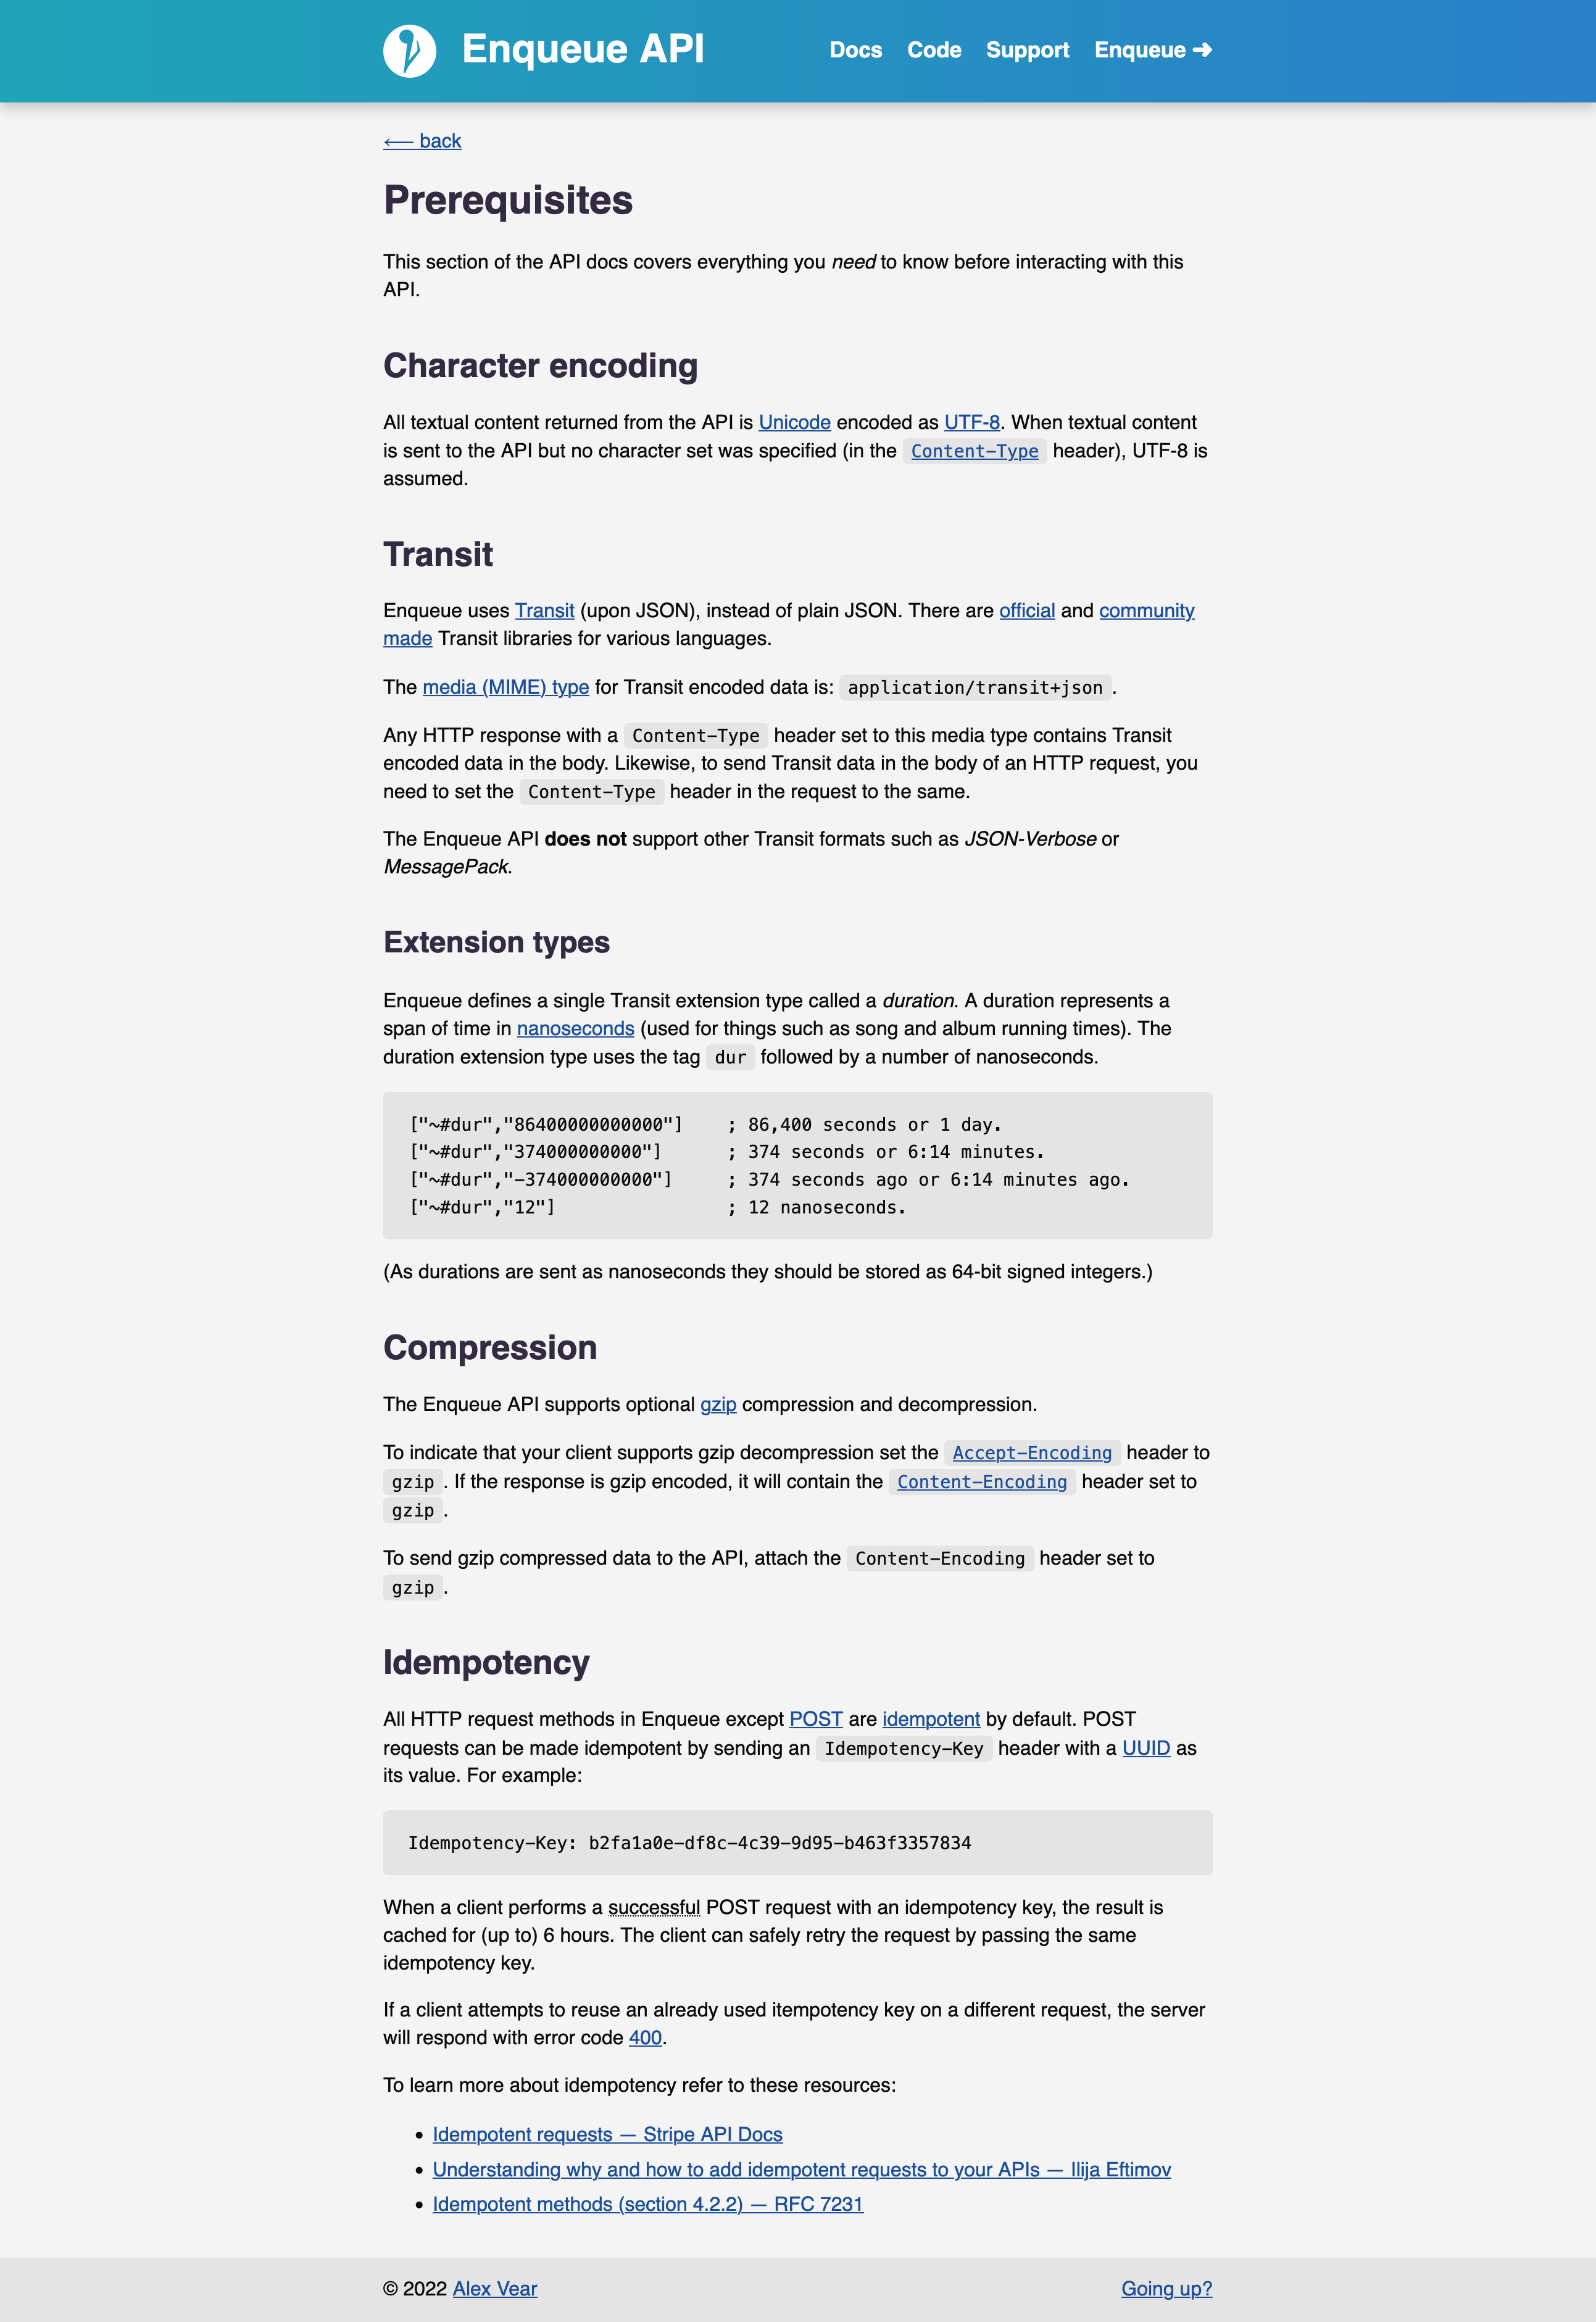 Enqueue API
Docs Code Support Enqueue ➜
⟵ back
Prerequisites
This section of the API docs covers everything you need to know before interacting with this
API.
Character encoding
All textual content returned from the API is Unicode encoded as UTF-8. When textual content
is sent to the API but no character set was specified (in the Content-Type header), UTF-8 is
assumed.
Transit
Enqueue uses Transit (upon JSON), instead of plain JSON. There are official and community
made Transit libraries for various languages.
The media (MIME) type for Transit encoded data is: application/transit+json.
Any HTTP response with a Content-Type header set to this media type contains Transit
encoded data in the body. Likewise, to send Transit data in the body of an HTTP request, you
need to set the Content-Type header in the request to the same.
The Enqueue API does not support other Transit formats such as JSON-Verbose or
MessagePack.
Extension types
Enqueue defines a single Transit extension type called a duration. A duration represents a
span of time in nanoseconds (used for things such as song and album running times). The
duration extension type uses the tag dur followed by a number of nanoseconds.
["~#dur","86400000000000"]    ; 86,400 seconds or 1 day.
["~#dur","374000000000"]      ; 374 seconds or 6:14 minutes.
["~#dur","-374000000000"]     ; 374 seconds ago or 6:14 minutes ago.
["~#dur","12"]                ; 12 nanoseconds.
(As durations are sent as nanoseconds they should be stored as 64-bit signed integers.)
Compression
The Enqueue API supports optional gzip compression and decompression.
To indicate that your client supports gzip decompression set the Accept-Encoding header to
gzip. If the response is gzip encoded, it will contain the Content-Encoding header set to
gzip.
To send gzip compressed data to the API, attach the Content-Encoding header set to
gzip.
Idempotency
All HTTP request methods in Enqueue except POST are idempotent by default. POST
requests can be made idempotent by sending an Idempotency-Key header with a UUID as
its value. For example:
Idempotency-Key: b2fa1a0e-df8c-4c39-9d95-b463f3357834
When a client performs a successful POST request with an idempotency key, the result is
cached for (up to) 6 hours. The client can safely retry the request by passing the same
idempotency key.
If a client attempts to reuse an already used itempotency key on a different request, the server
will respond with error code 400.
To learn more about idempotency refer to these resources:
• Idempotent requests — Stripe API Docs
• Understanding why and how to add idempotent requests to your APIs — Ilija Eftimov
• Idempotent methods (section 4.2.2) — RFC 7231
© 2022 Alex Vear
Going up?